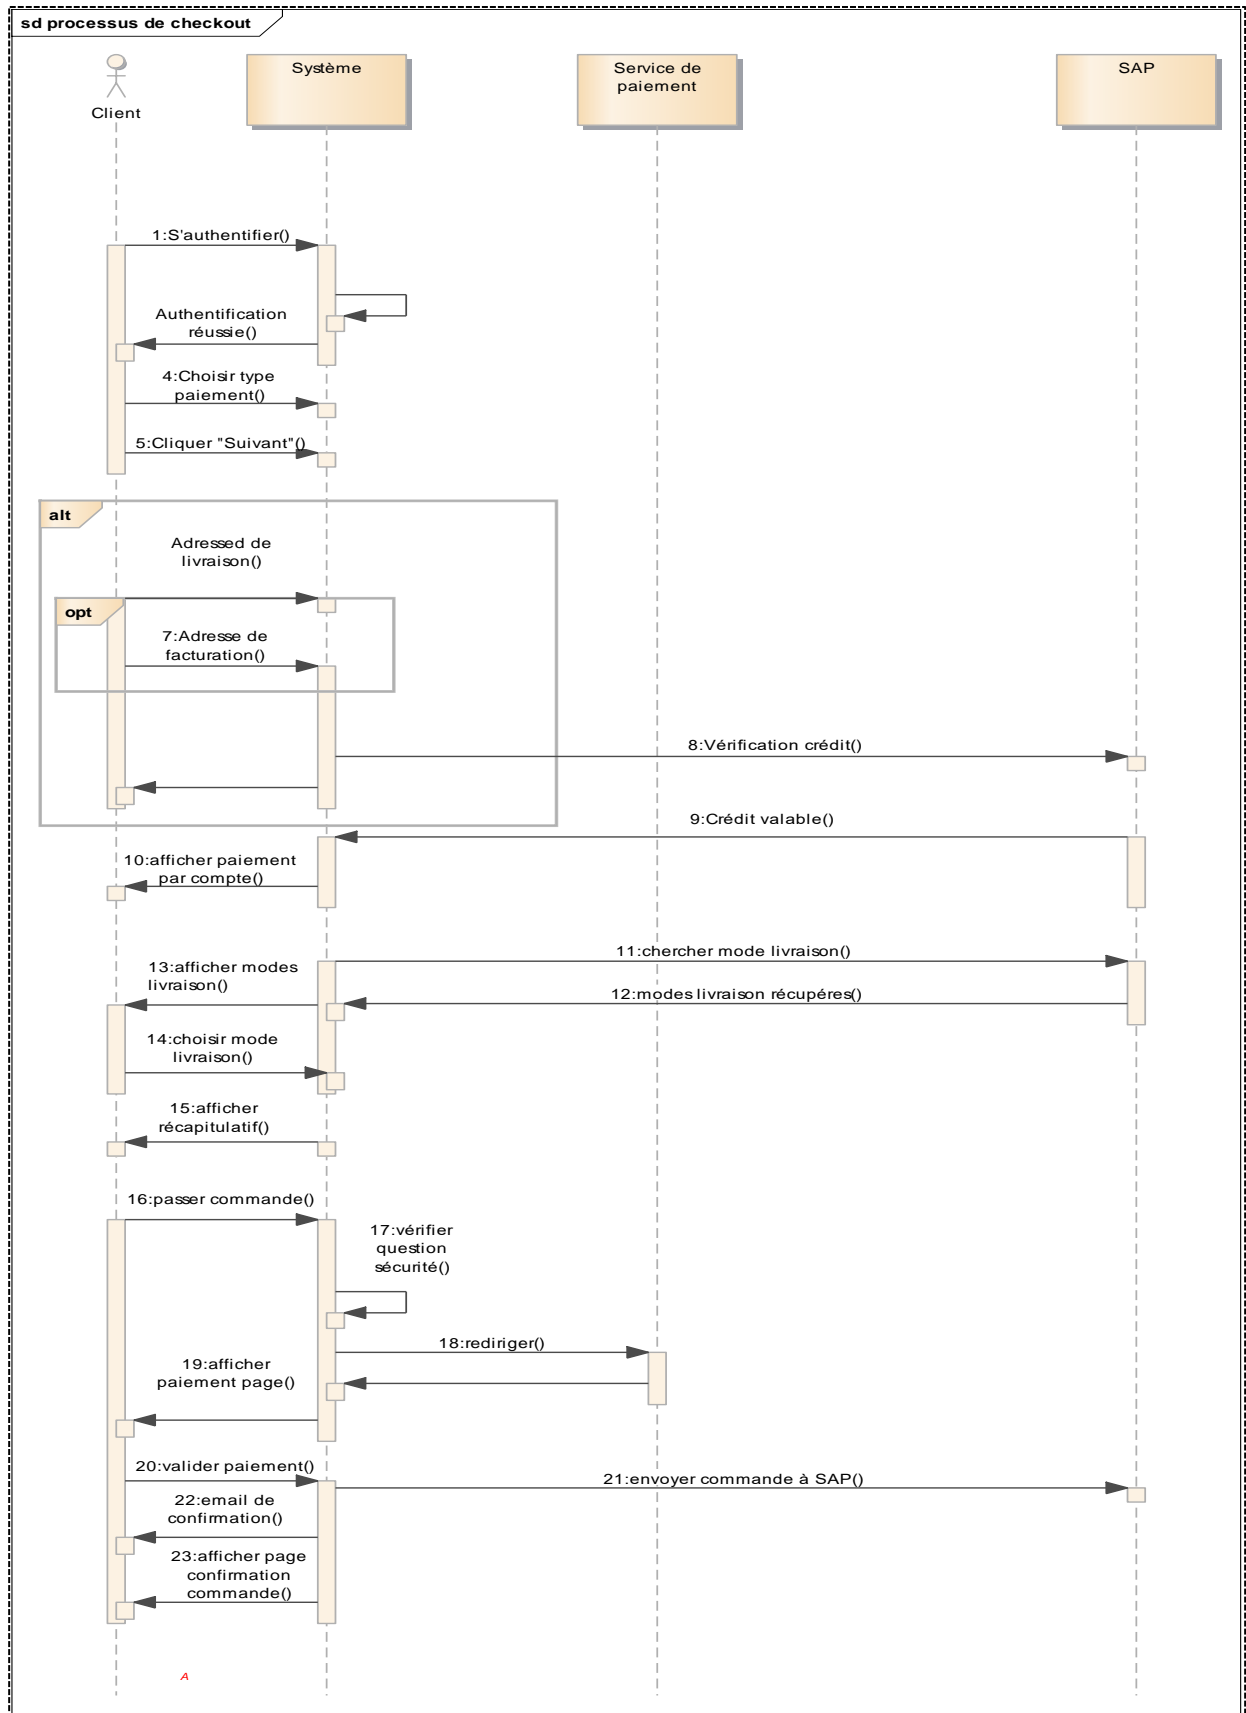 sd processus de checkout
Client
Système
Service de
paiement
SAP
1:S'authentifier()
Authentification
réussie()
4:Choisir type
paiement()
5:Cliquer "Suivant"()
alt
Adressed de
livraison()
opt
7:Adresse de
facturation()
8:Vérification crédit()
9:Crédit valable()
10:afficher paiement
par compte()
11:chercher mode livraison()
13:afficher modes
livraison()
12:modes livraison récupéres()
14:choisir mode
livraison()
15:afficher
récapitulatif()
16:passer commande()
17:vérifier
question
sécurité()
18:rediriger()
19:afficher
paiement page()
20:valider paiement()
21:envoyer commande à SAP()
22:email de
confirmation()
23:afficher page
confirmation
commande()
A